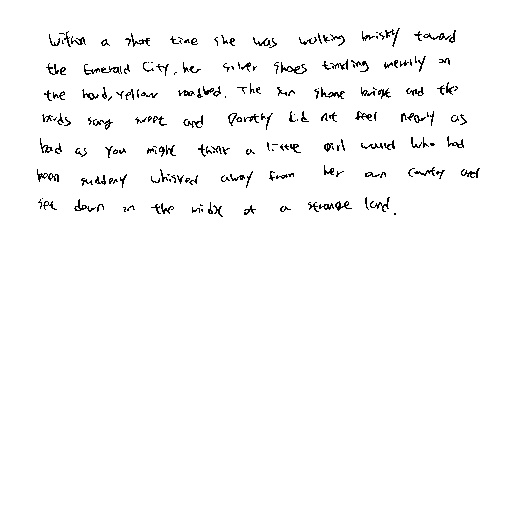 Within a short time she was walking briskly toward
the Emerald City, her silver shoes tinkling merrily on
the hard, yellow roadbed. The sun shone bright and the
birds sang sweet and Dorothy did not feel nearly as
bad as you might think a little girl would who had
been suddenly whisked away from her own country and
set down in the midst of a strange land.